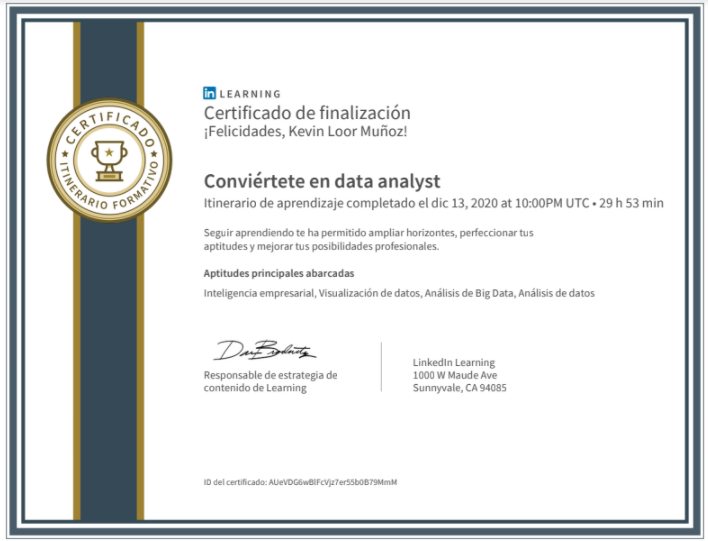 CERTIFICADO
ITINERARIO FORMATIVO
in LEARNING
Certificado de finalización
¡Felicidades, Kevin Loor Muñoz!
Conviértete en data analyst
Itinerario de aprendizaje completado el dic 13, 2020 at 10:00PM UTC • 29 h 53 min
Seguir aprendiendo te ha permitido ampliar horizontes, perfeccionar tus
aptitudes y mejorar tus posibilidades profesionales.
Aptitudes principales abarcadas
Inteligencia empresarial, Visualización de datos, Análisis de Big Data, Análisis de datos
Responsable de estrategia de
contenido de Learning
LinkedIn Learning
1000 W Maude Ave
Sunnyvale, CA 94085
ID del certificado: AUeVDG6wBlFcVjz7er55b0B79MmM